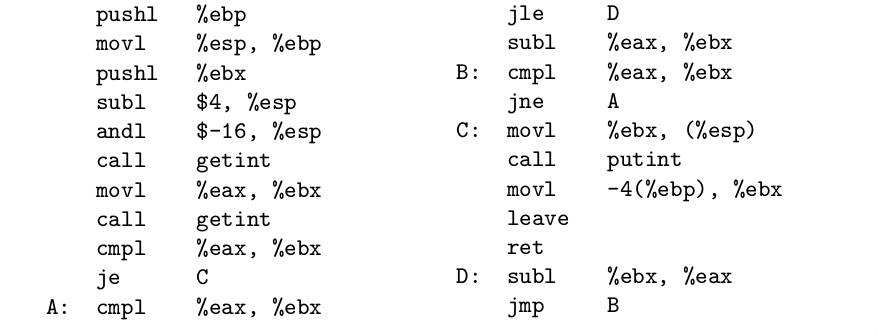 pushl %ebp
movl %esp, %ebp
pushl %ebx
subl $4, %esp
andl $-16, %esp
call getint
movl %eax, %ebx
call getint
cmpl %eax, %ebx
je C
A: cmpl %eax, %ebx
jle D
subl %eax, %ebx
B: cmpl %eax, %ebx
jne A
C: movl %ebx, (%esp)
call putint
movl -4(%ebp), %ebx
leave
ret
D: subl %ebx, %eax
jmp B